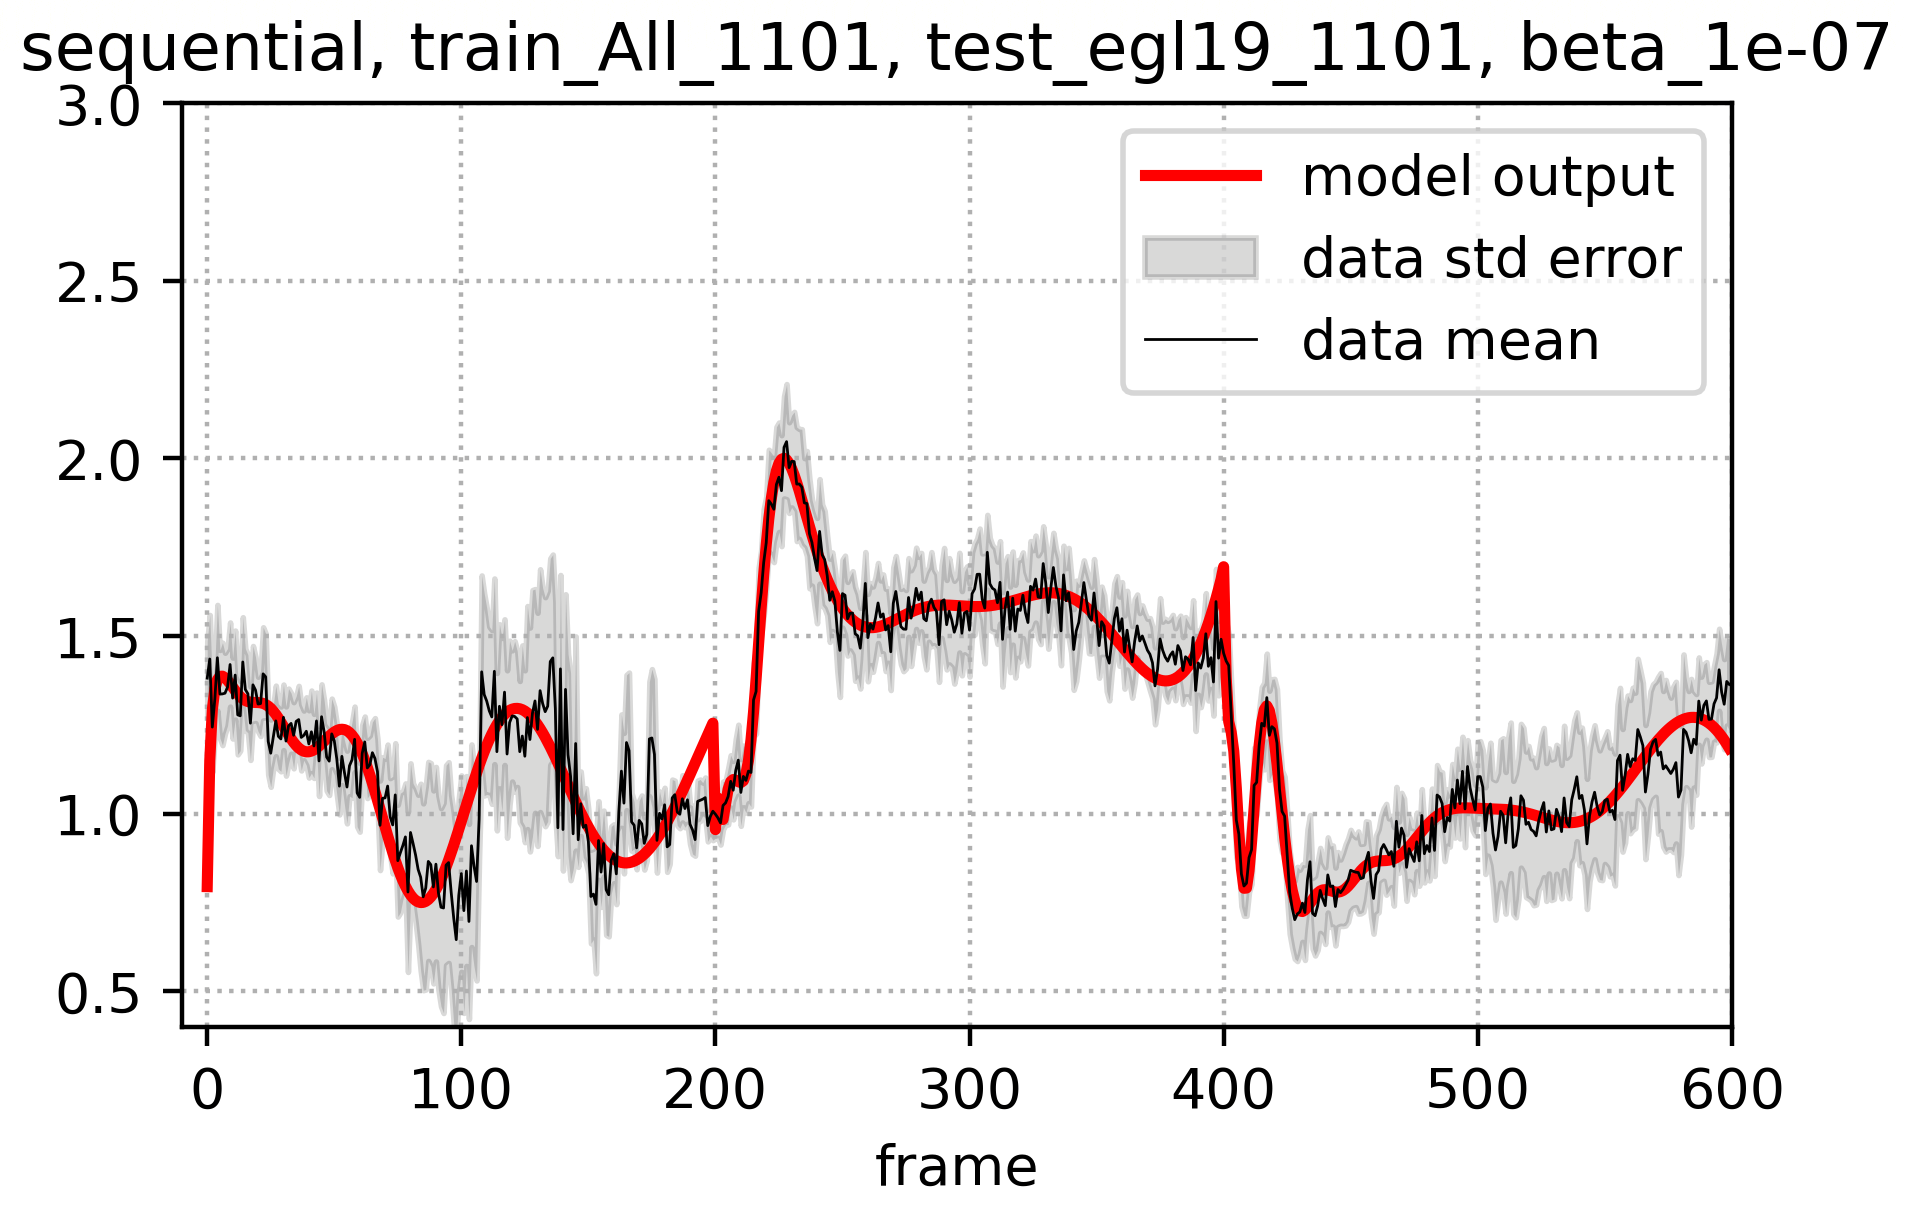 sequential, train_All_1101, test_egl19_1101, beta_1e-07
3.0
2.5
2.0
1.5
1.0
0.5
model output
data std error
data mean
0 100 200 300 400 500 600
frame